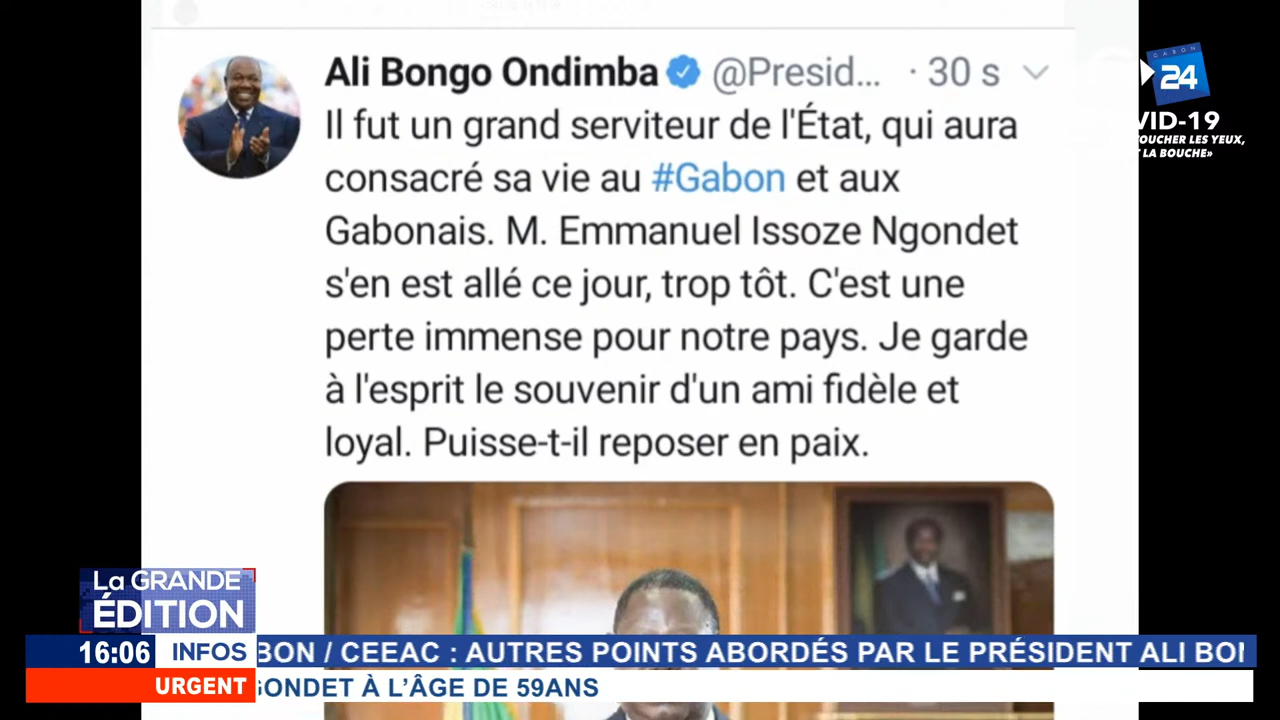 Ali Bongo Ondimba @Presid... · 30 s
Il fut un grand serviteur de l'État, qui aura
consacré sa vie au #Gabon et aux
Gabonais. M. Emmanuel Issoze Ngondet
s'en est allé ce jour, trop tôt. C'est une
perte immense pour notre pays. Je garde
à l'esprit le souvenir d'un ami fidèle et
loyal. Puisse-t-il reposer en paix.
GABON
24
VID-19
OUCHER LES YEUX,
LA BOUCHE»
La GRANDE
ÉDITION
16:06 INFOS BON / CEEAC : AUTRES POINTS ABORDÉS PAR LE PRÉSIDENT ALI BO
URGENT GONDET À L’ÂGE DE 59ANS